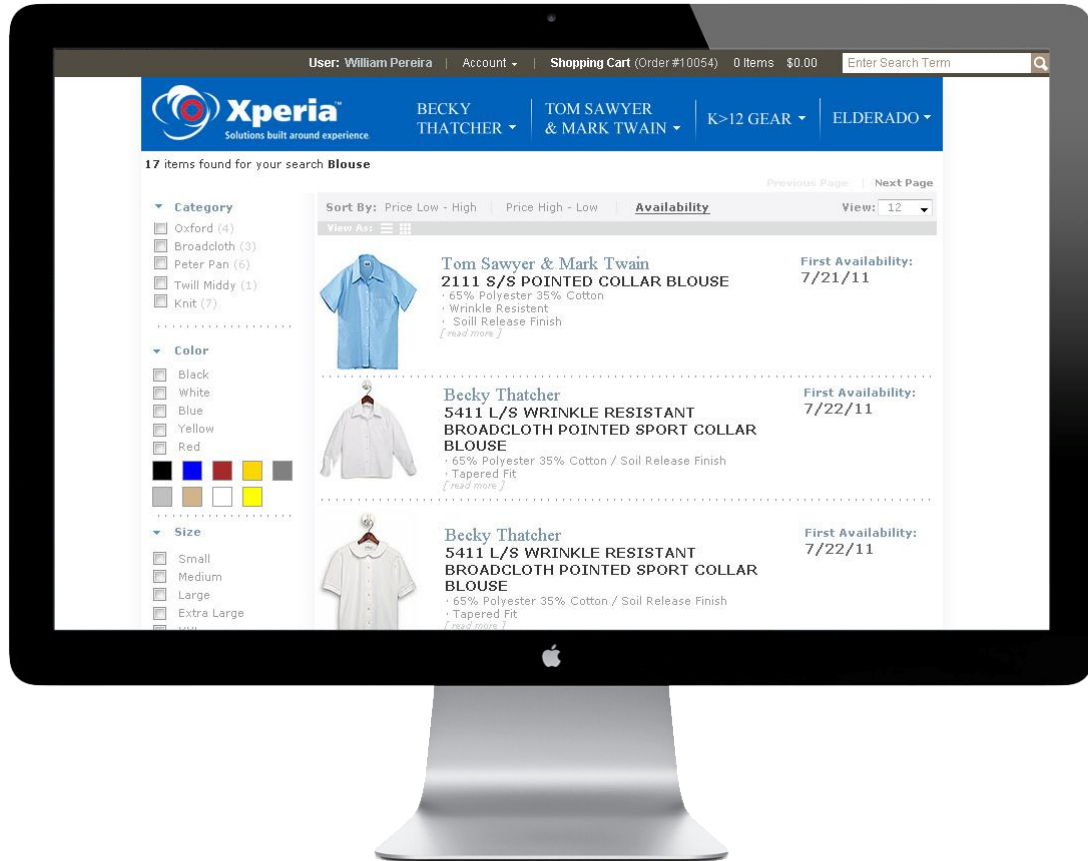 User: William Pereira | Account | Shopping Cart (Order #10054) 0 Items $0.00 Enter Search Term
Xperia™
Solutions built around experience.
BECKY
THATCHER
TOM SAWYER
& MARK TWAIN
K>12 GEAR
ELDERADO
17 items found for your search Blouse
Previous Page | Next Page
Category
Oxford (4)
Broadcloth (3)
Peter Pan (6)
Twill Middy (1)
Knit (7)
Color
Black
White
Blue
Yellow
Red
Size
Small
Medium
Large
Extra Large
Sort By: Price Low - High | Price High - Low | Availability
View: 12
View As:
Tom Sawyer & Mark Twain
2111 S/S POINTED COLLAR BLOUSE
· 65% Polyester 35% Cotton
· Wrinkle Resistent
· Soill Release Finish
[ read more ]
First Availability:
7/21/11
Becky Thatcher
5411 L/S WRINKLE RESISTANT
BROADCLOTH POINTED SPORT COLLAR
BLOUSE
· 65% Polyester 35% Cotton / Soil Release Finish
· Tapered Fit
[ read more ]
First Availability:
7/22/11
Becky Thatcher
5411 L/S WRINKLE RESISTANT
BROADCLOTH POINTED SPORT COLLAR
BLOUSE
· 65% Polyester 35% Cotton / Soil Release Finish
· Tapered Fit
[ read more ]
First Availability:
7/22/11